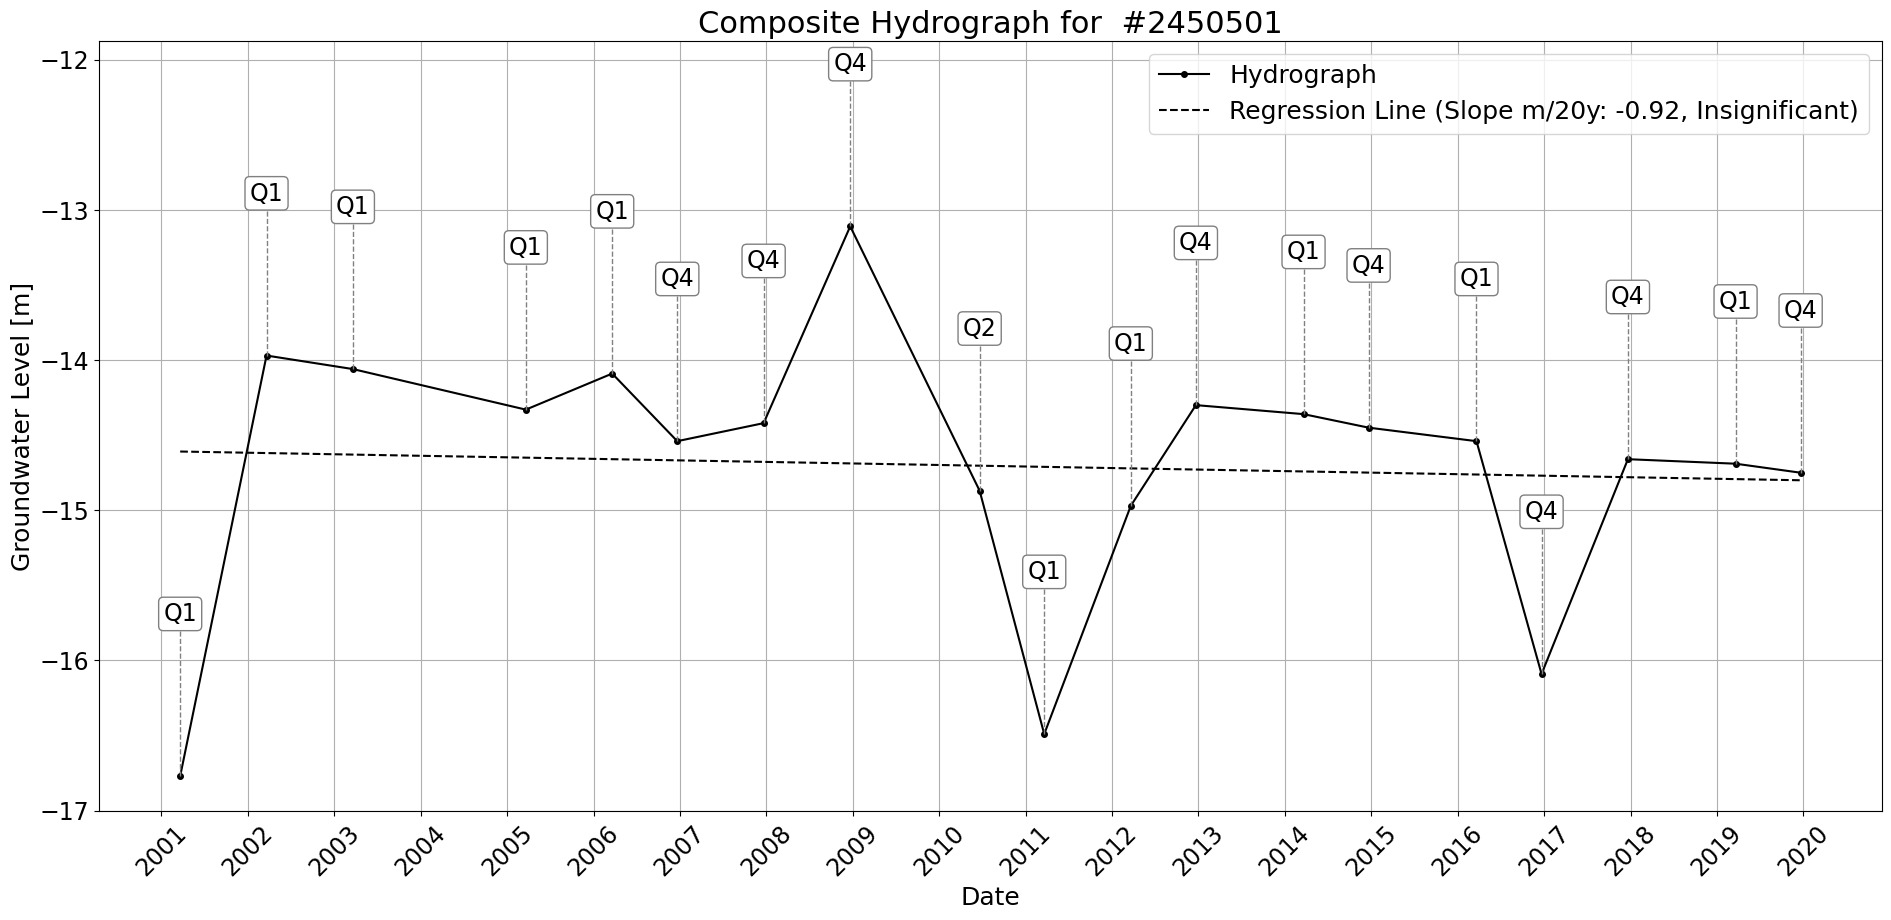 Composite Hydrograph for  #2450501
Hydrograph
Regression Line (Slope m/20y: -0.92, Insignificant)
Groundwater Level [m]
−12
−13
−14
−15
−16
−17
Q1
Q1
Q1
Q1
Q1
Q4
Q4
Q4
Q2
Q1
Q1
Q4
Q1
Q4
Q1
Q4
Q4
Q1
Q4
2001
2002
2003
2004
2005
2006
2007
2008
2009
2010
2011
2012
2013
2014
2015
2016
2017
2018
2019
2020
Date